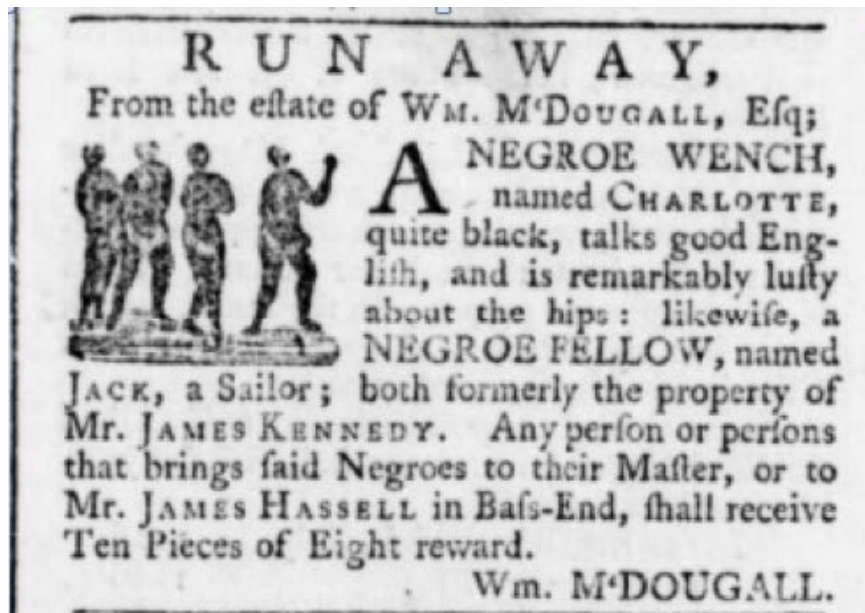 RUN AWAY,
From the eſtate of WM. M‘DOUGALL, Eſq;
A NEGROE WENCH,
named CHARLOTTE,
quite black, talks good Eng-
liſh, and is remarkably luſty
about the hips: likewiſe, a
NEGROE FELLOW, named
JACK, a Sailor; both formerly the property of
Mr. JAMES KENNEDY. Any perſon or perſons
that brings ſaid Negroes to their Maſter, or to
Mr. JAMES HASSELL in Baſs-End, ſhall receive
Ten Pieces of Eight reward.
Wm. M‘DOUGALL.